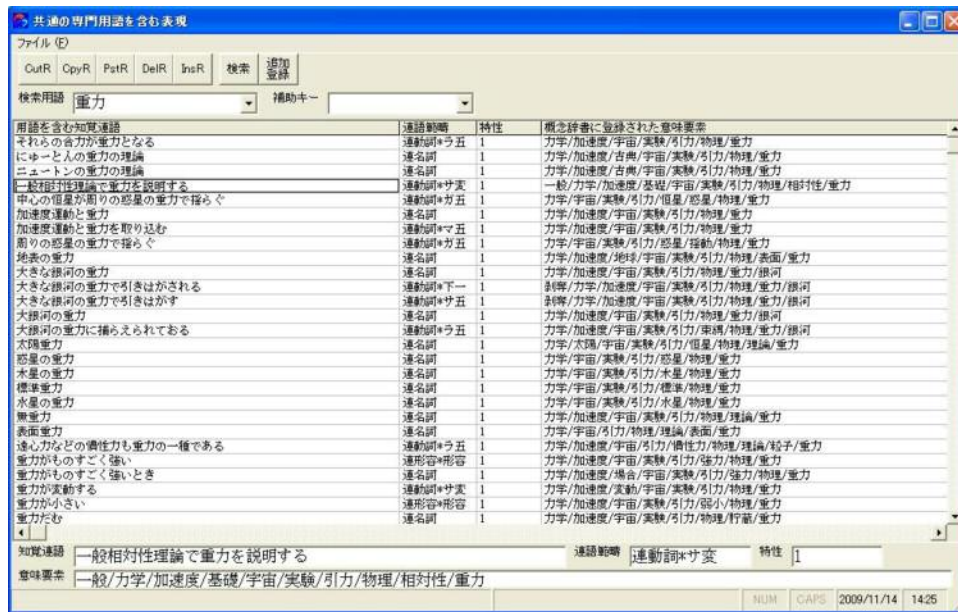 共通の専門用語を含む表現
ファイル (F)
CutR CpyR PstR DelR InsR 検索 追加登録
検索用語 重力 補助キー
用語を含む知覚連語 連語範疇 特性 概念辞書に登録された意味要素
それらの合力が重力となる 連動詞*ラ五 1 力学/加速度/宇宙/実験/引力/物理/重力
にゅーとんの重力の理論 連名詞 1 力学/加速度/古典/宇宙/実験/引力/物理/重力
ニュートンの重力の理論 連名詞 1 力学/加速度/古典/宇宙/実験/引力/物理/重力
一般相対性理論で重力を説明する 連動詞*サ変 1 一般/力学/加速度/基礎/宇宙/実験/引力/物理/相対性/重力
中心の恒星が周りの惑星の重力で揺らぐ 連動詞*ガ五 1 力学/宇宙/実験/引力/恒星/惑星/物理/重力
加速度運動と重力 連名詞 1 力学/加速度/宇宙/実験/引力/物理/重力
加速度運動と重力を取り込む 連動詞*マ五 1 力学/加速度/宇宙/実験/引力/物理/重力
周りの惑星の重力で揺らぐ 連動詞*ガ五 1 力学/宇宙/実験/引力/惑星/揺動/物理/重力
地表の重力 連名詞 1 力学/加速度/地球/宇宙/実験/引力/物理/表面/重力
大きな銀河の重力 連名詞 1 力学/加速度/宇宙/実験/引力/物理/重力/銀河
大きな銀河の重力で引きはがされる 連動詞*下一 1 剥離/力学/加速度/宇宙/実験/引力/物理/重力/銀河
大きな銀河の重力で引きはがす 連動詞*サ五 1 剥離/力学/加速度/宇宙/実験/引力/物理/重力/銀河
大銀河の重力 連名詞 1 力学/加速度/宇宙/実験/引力/物理/重力/銀河
大銀河の重力に捕らえられておる 連動詞*ラ五 1 力学/加速度/宇宙/実験/引力/束縛/物理/重力/銀河
太陽重力 連名詞 1 力学/太陽/宇宙/実験/引力/恒星/物理/理論/重力
惑星の重力 連名詞 1 力学/宇宙/実験/引力/惑星/物理/重力
木星の重力 連名詞 1 力学/宇宙/実験/引力/木星/物理/重力
標準重力 連名詞 1 力学/宇宙/実験/引力/標準/物理/重力
水星の重力 連名詞 1 力学/宇宙/実験/引力/水星/物理/重力
無重力 連名詞 1 力学/加速度/宇宙/実験/引力/物理/理論/重力
表面重力 連名詞 1 力学/宇宙/引力/物理/理論/表面/重力
遠心力などの慣性力も重力の一種である 連動詞*ラ五 1 力学/加速度/宇宙/引力/慣性力/物理/理論/粒子/重力
重力がものすごく強い 連形容*形容 1 力学/加速度/宇宙/実験/引力/強力/物理/重力
重力がものすごく強いとき 連名詞 1 力学/加速度/場合/宇宙/実験/引力/強力/物理/重力
重力が変動する 連動詞*サ変 1 力学/加速度/変動/宇宙/実験/引力/物理/重力
重力が小さい 連形容*形容 1 力学/加速度/宇宙/実験/引力/弱小/物理/重力
重力だむ 連名詞 1 力学/加速度/宇宙/実験/引力/物理/貯蔵/重力
知覚連語 一般相対性理論で重力を説明する 連語範疇 連動詞*サ変 特性 1
意味要素 一般/力学/加速度/基礎/宇宙/実験/引力/物理/相対性/重力
NUM CAPS 2009/11/14 14:25